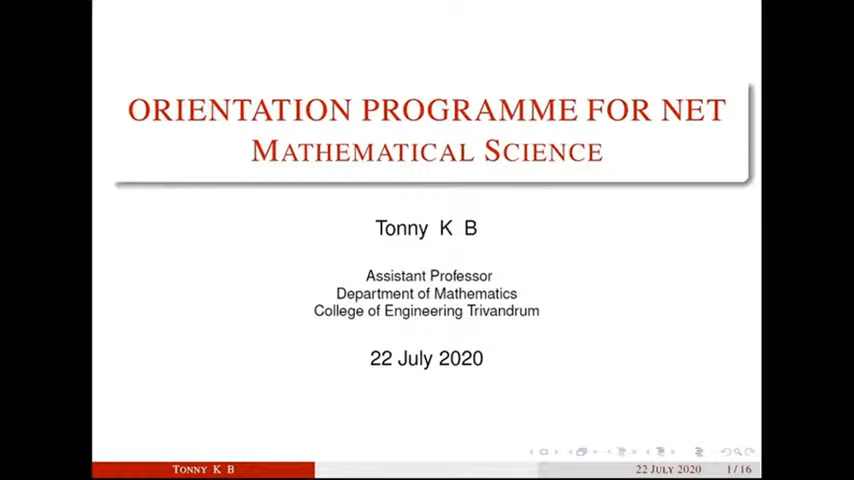 ORIENTATION PROGRAMME FOR NET
MATHEMATICAL SCIENCE
Tonny K B
Assistant Professor
Department of Mathematics
College of Engineering Trivandrum
22 July 2020
TONNY K B
22 JULY 2020 1 / 16